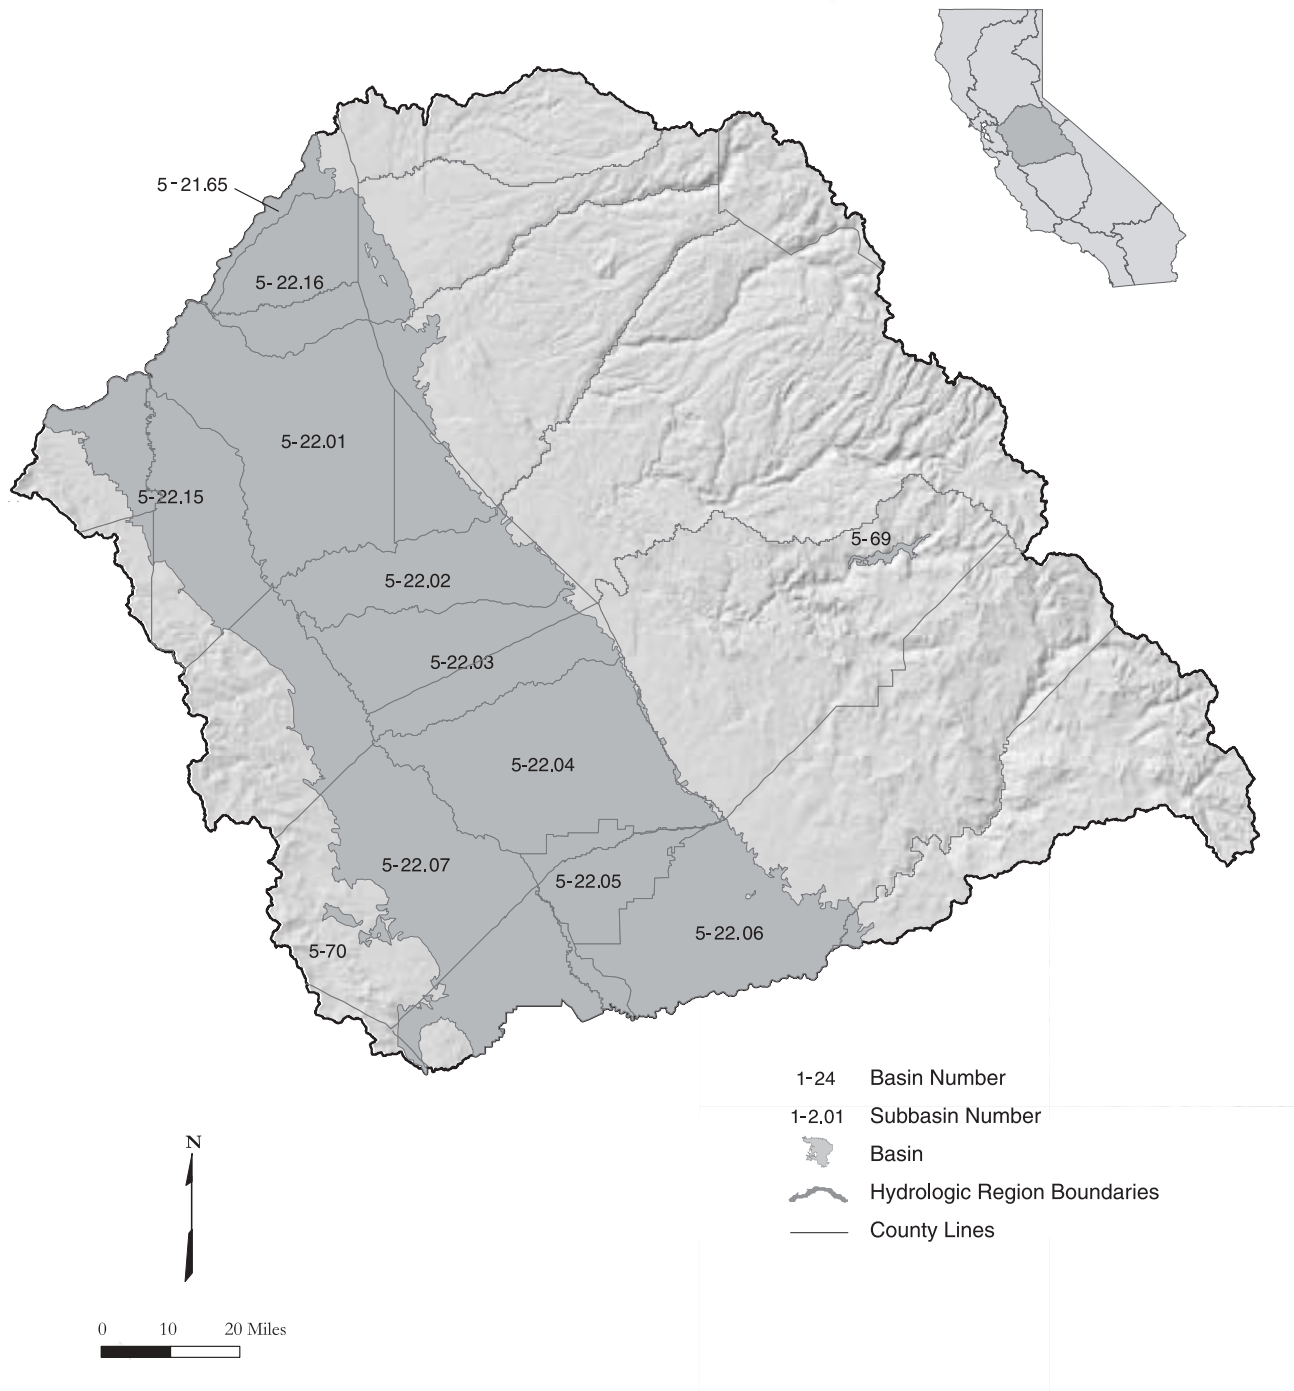 5-21.65
5-22.16
5-22.01
5-22.15
5-69
5-22.02
5-22.03
5-22.04
5-22.07
5-22.05
5-22.06
5-70
1-24 Basin Number
1-2.01 Subbasin Number
Basin
Hydrologic Region Boundaries
County Lines
N
0 10 20 Miles